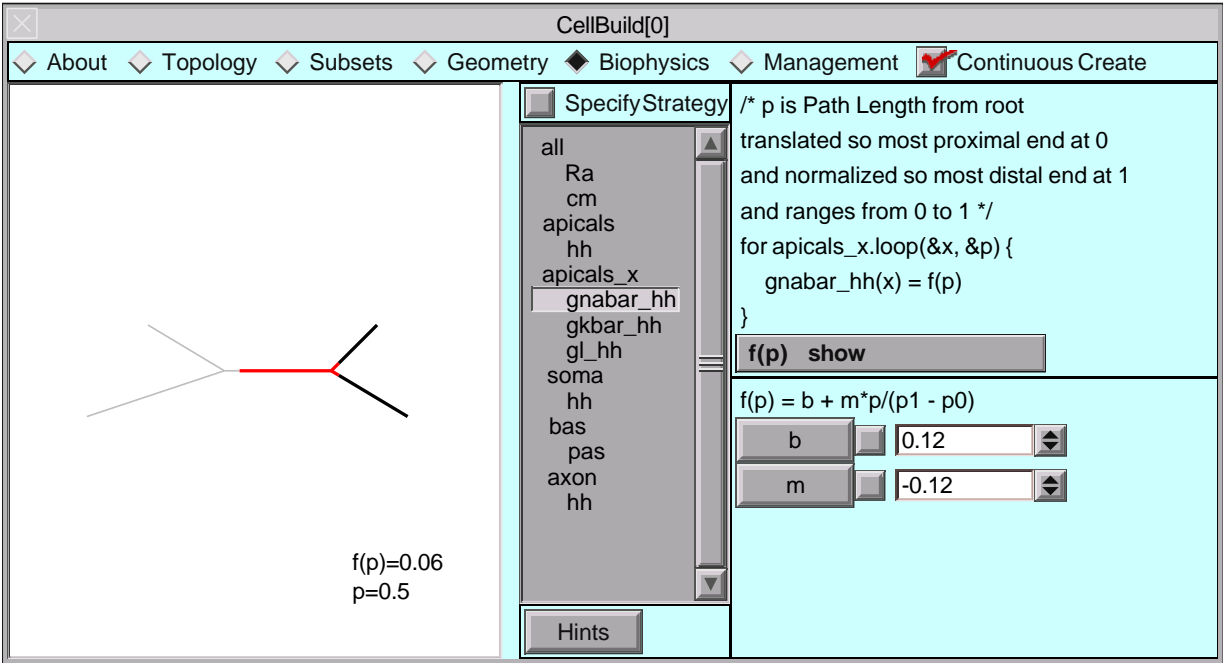 CellBuild[0]
About Topology Subsets Geometry Biophysics Management Continuous Create
f(p)=0.06
p=0.5
SpecifyStrategy
all
Ra
cm
apicals
hh
apicals_x
gnabar_hh
gkbar_hh
gl_hh
soma
hh
bas
pas
axon
hh
Hints
/* p is Path Length from root
translated so most proximal end at 0
and normalized so most distal end at 1
and ranges from 0 to 1 */
for apicals_x.loop(&x, &p) {
gnabar_hh(x) = f(p)
}
f(p) show
f(p) = b + m*p/(p1 - p0)
b 0.12
m -0.12